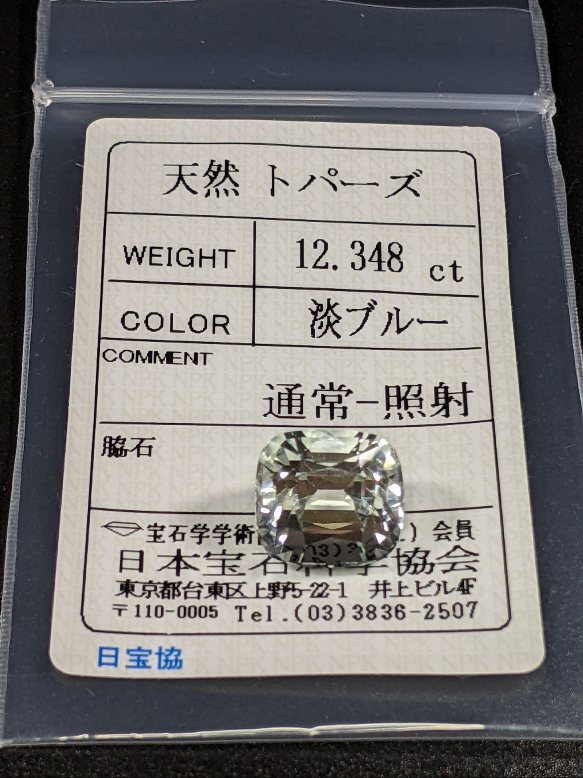 天然 トパーズ
WEIGHT 12.348 ct
COLOR 淡ブルー
COMMENT
通常-照射
脇石
宝石学学術 ) 会員
日本宝石科学協会
東京都台東区上野5-22-1 井上ビル4F
〒110-0005 Tel.(03)3836-2507
日宝協